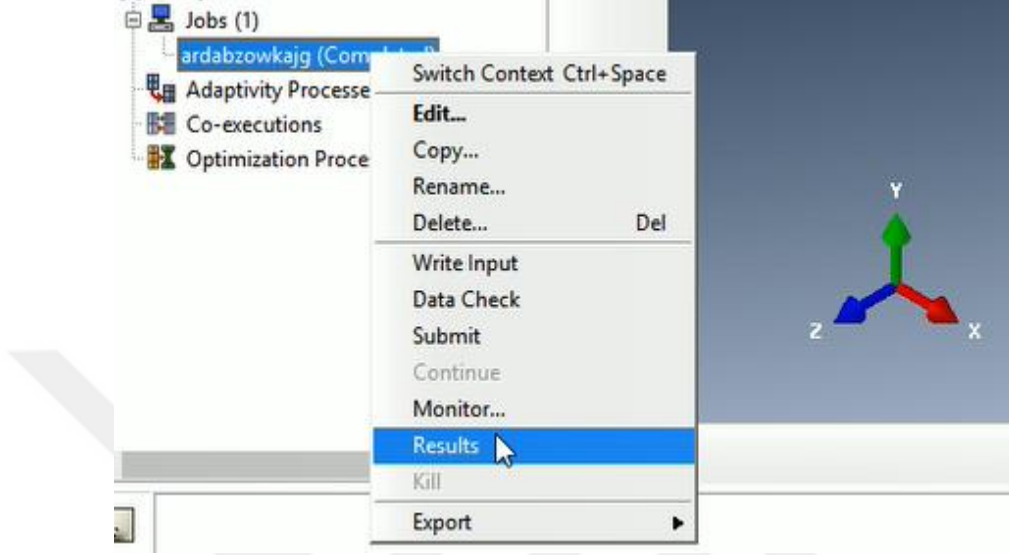 Jobs (1)
ardabzowkajg (Com
Switch Context Ctrl+Space
Adaptivity Processe
Edit...
Co-executions
Copy...
Optimization Proce
Rename...
Delete... Del
Write Input
Data Check
Submit
Continue
Monitor...
Results
Kill
Export
Y
Z X